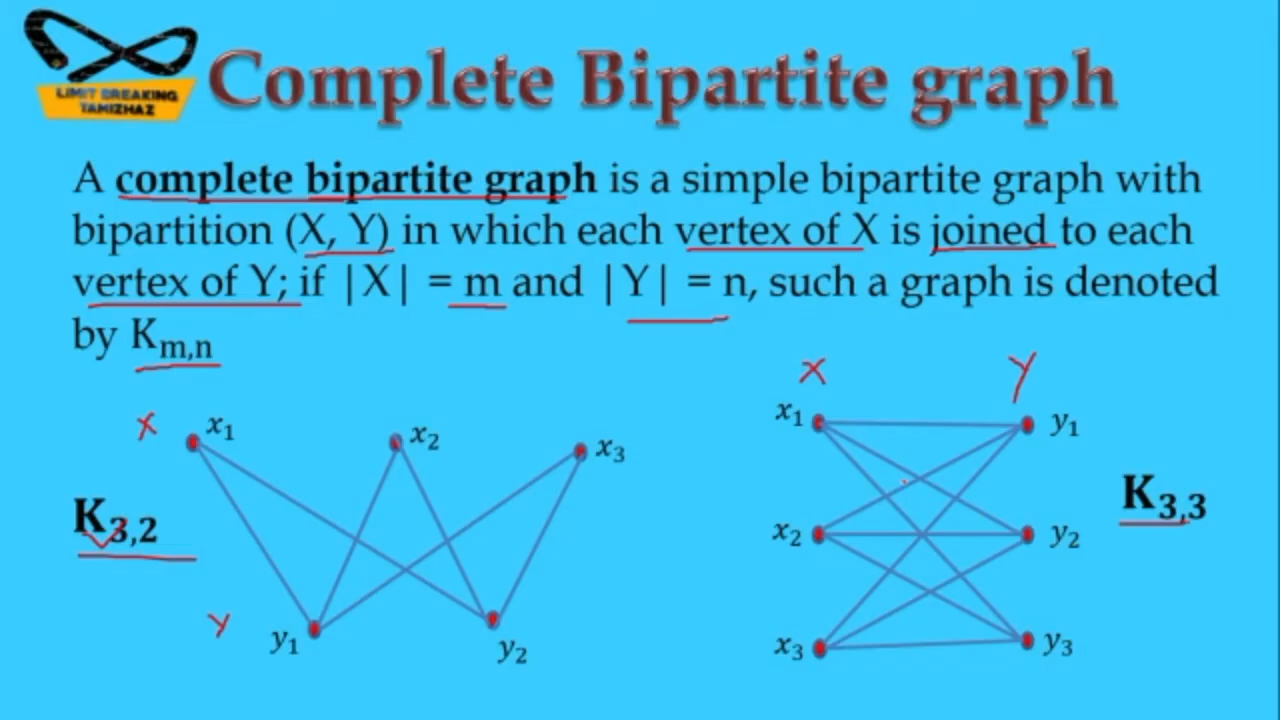 LIMIT BREAKING
TAMIZHAZ
Complete Bipartite graph
A complete bipartite graph is a simple bipartite graph with
bipartition (X, Y) in which each vertex of X is joined to each
vertex of Y; if |X| = m and |Y| = n, such a graph is denoted
by Kₘ,ₙ
X Y
x₁ y₁
X x₁ x₂ x₃
K₃,₂
K₃,₃
x₂ y₂
Y y₁ y₂
x₃ y₃